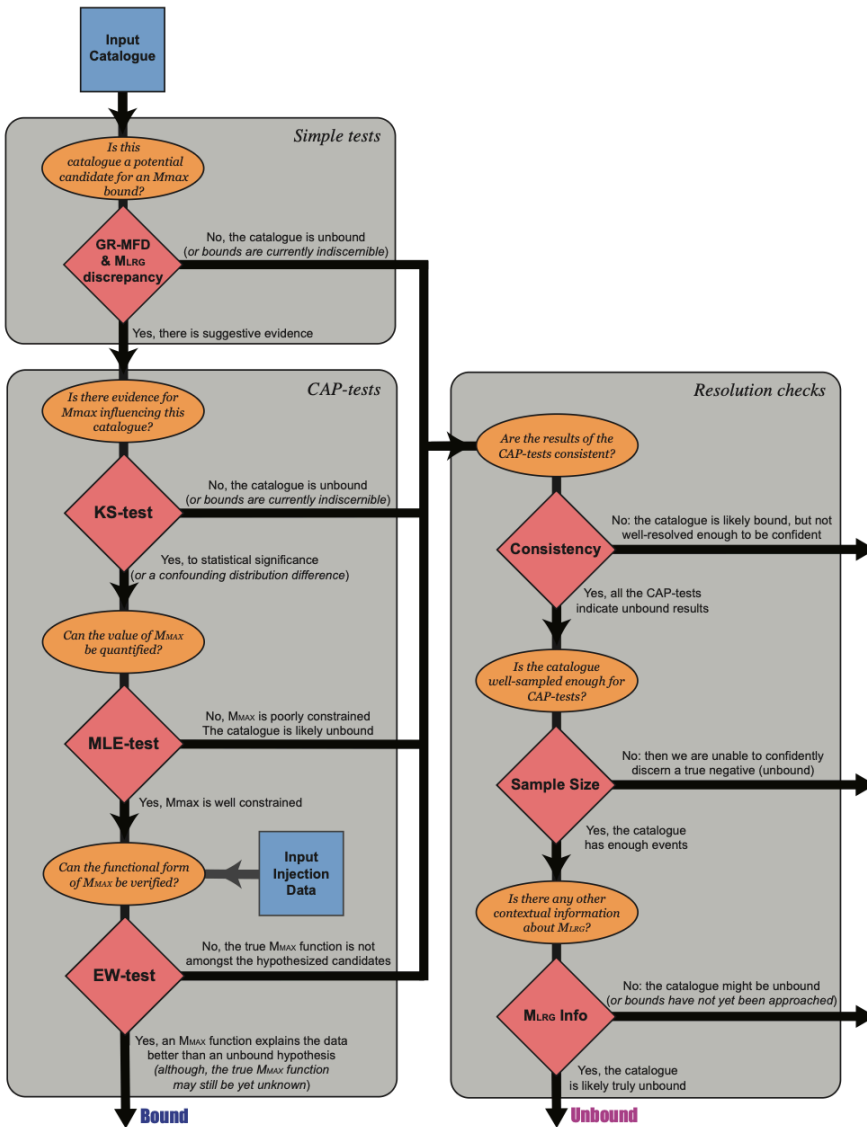 Input
Catalogue
Simple tests
Is this
catalogue a potential
candidate for an Mmax
bound?
GR-MFD
& MLRG
discrepancy
No, the catalogue is unbound
(or bounds are currently indiscernible)
Yes, there is suggestive evidence
CAP-tests
Is there evidence for
Mmax influencing this
catalogue?
KS-test
No, the catalogue is unbound
(or bounds are currently indiscernible)
Yes, to statistical significance
(or a confounding distribution difference)
Can the value of MMAX
be quantified?
MLE-test
No, MMAX is poorly constrained
The catalogue is likely unbound
Yes, Mmax is well constrained
Can the functional form
of MMAX be verified?
Input
Injection
Data
EW-test
No, the true MMAX function is not
amongst the hypothesized candidates
Yes, an MMAX function explains the data
better than an unbound hypothesis
(although, the true MMAX function
may still be yet unknown)
Bound
Resolution checks
Are the results of the
CAP-tests consistent?
Consistency
No: the catalogue is likely bound, but not
well-resolved enough to be confident
Yes, all the CAP-tests
indicate unbound results
Is the catalogue
well-sampled enough for
CAP-tests?
Sample Size
No: then we are unable to confidently
discern a true negative (unbound)
Yes, the catalogue
has enough events
Is there any other
contextual information
about MLRG?
MLRG Info
No: the catalogue might be unbound
(or bounds have not yet been approached)
Yes, the catalogue
is likely truly unbound
Unbound